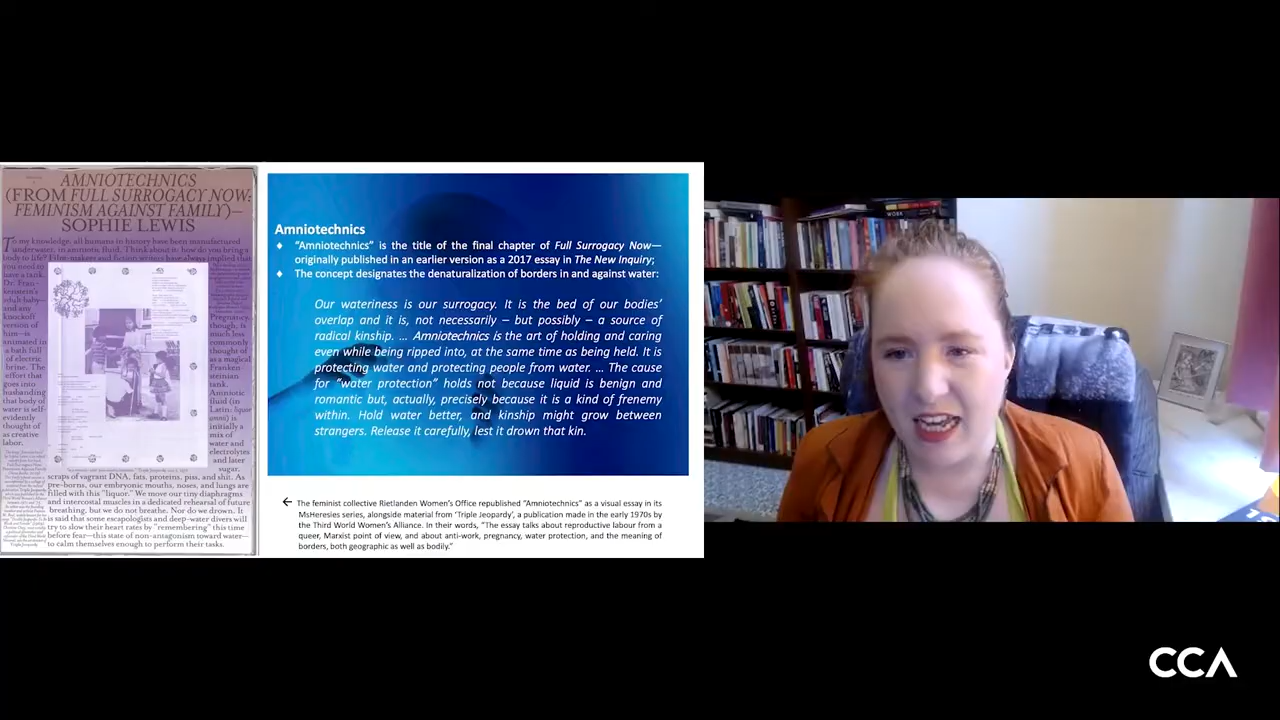 AMNIOTECHNICS
(FROM FULL SURROGACY NOW:
FEMINISM AGAINST FAMILY)—
SOPHIE LEWIS
To my knowledge, all humans in history have been manufactured
underwater, in amniotic fluid. Think about it: how do you bring a
body to life? Film-makers and fiction writers have always implied that
you need to
have a tank.
Dr. Fran-
kenstein's
adult baby—
and any
knockoff
version of
him—is
animated in
a bath full
of electric
brine. The
effort that
goes into
husbanding
that body of
water is self-
evidently
thought of
as creative
labor.
Pregnancy,
though, is
much less
commonly
thought of
as a magical
Franken
steinian
tank.
Amniotic
fluid (in
Latin: liquor
amnii) is
initially a
mix of
water and
electrolytes
and later
sugar,
scraps of vagrant DNA, fats, proteins, piss, and shit. As
pre-borns, our embryonic mouths, noses, and lungs are
filled with this "liquor." We move our tiny diaphragms
and intercostal muscles in a dedicated rehearsal of future
breathing, but we do not breathe. Nor do we drown. It
is said that some escapologists and deep-water divers will
try to slow their heart rates by "remembering" this time
before fear—this state of non-antagonism toward water—
to calm themselves enough to perform their tasks.
Amniotechnics
♦ "Amniotechnics" is the title of the final chapter of Full Surrogacy Now—
originally published in an earlier version as a 2017 essay in The New Inquiry;
♦ The concept designates the denaturalization of borders in and against water:
Our wateriness is our surrogacy. It is the bed of our bodies'
overlap and it is, not necessarily – but possibly – a source of
radical kinship. ... Amniotechnics is the art of holding and caring
even while being ripped into, at the same time as being held. It is
protecting water and protecting people from water. ... The cause
for "water protection" holds not because liquid is benign and
romantic but, actually, precisely because it is a kind of frenemy
within. Hold water better, and kinship might grow between
strangers. Release it carefully, lest it drown that kin.
← The feminist collective Rietlanden Women's Office republished "Amniotechnics" as a visual essay in its
MsHeresies series, alongside material from 'Triple Jeopardy', a publication made in the early 1970s by
the Third World Women's Alliance. In their words, "The essay talks about reproductive labour from a
queer, Marxist point of view, and about anti-work, pregnancy, water protection, and the meaning of
borders, both geographic as well as bodily."
WORK
CCA